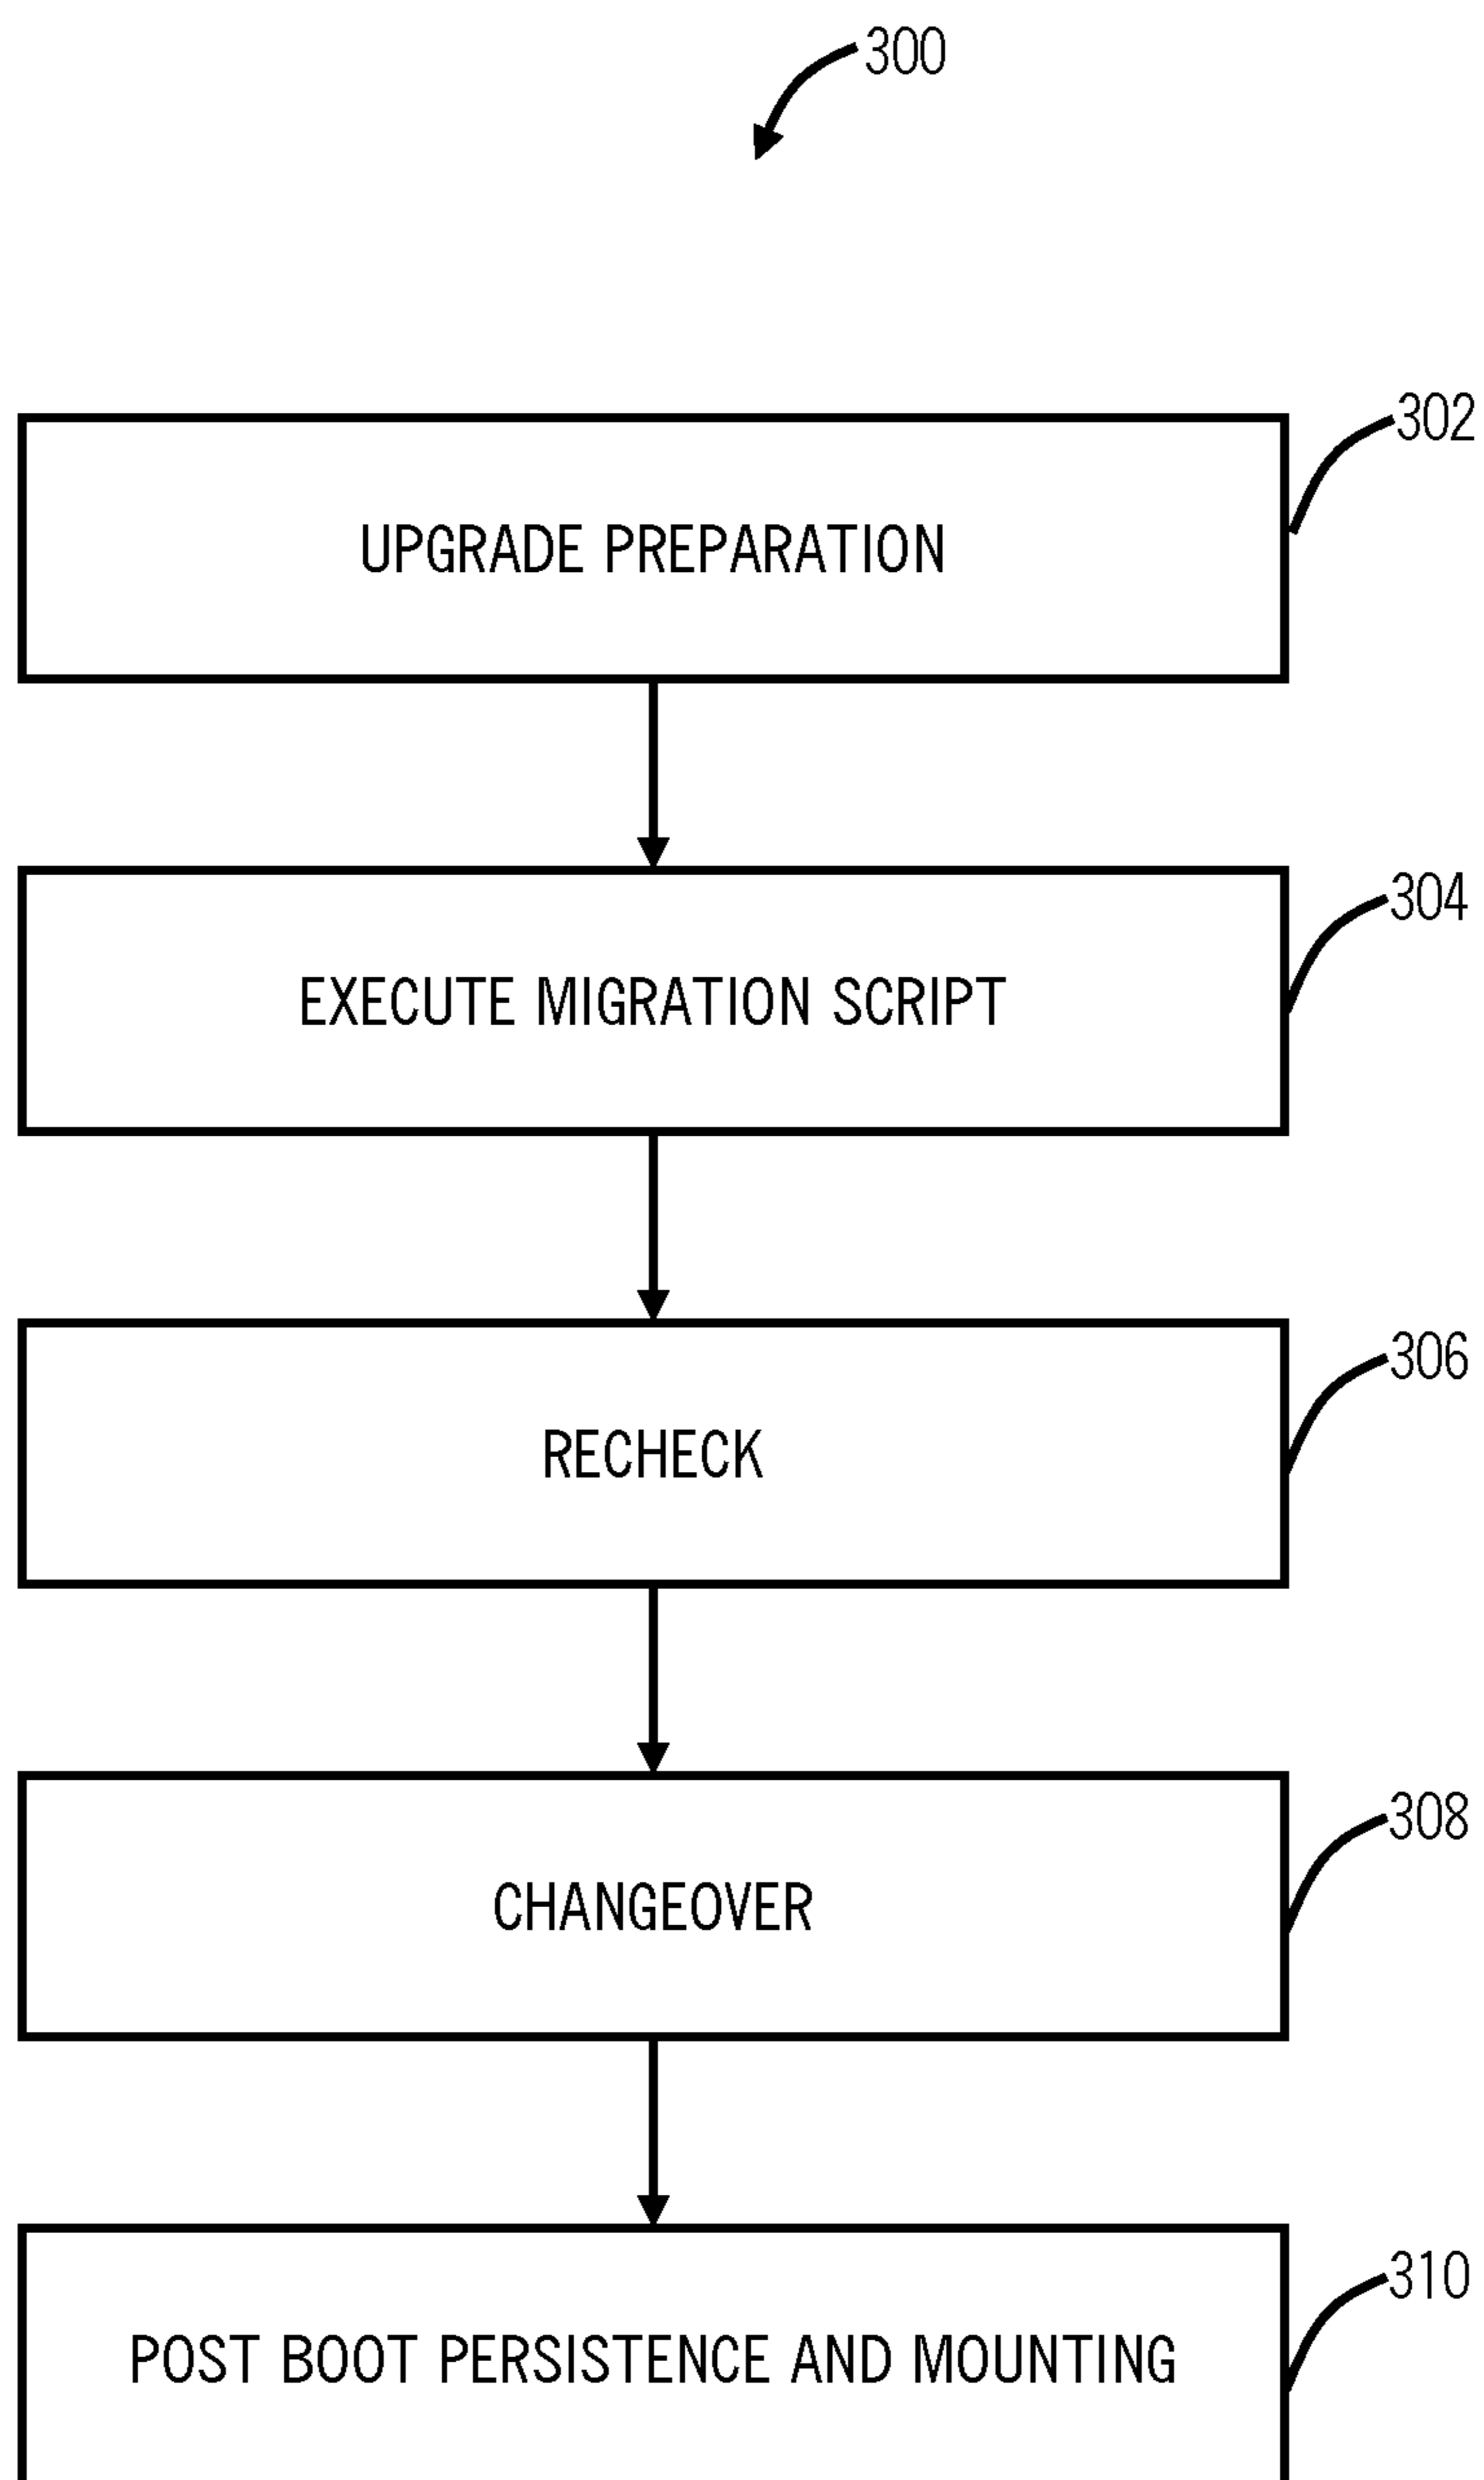 300
302
UPGRADE PREPARATION
304
EXECUTE MIGRATION SCRIPT
306
RECHECK
308
CHANGEOVER
310
POST BOOT PERSISTENCE AND MOUNTING